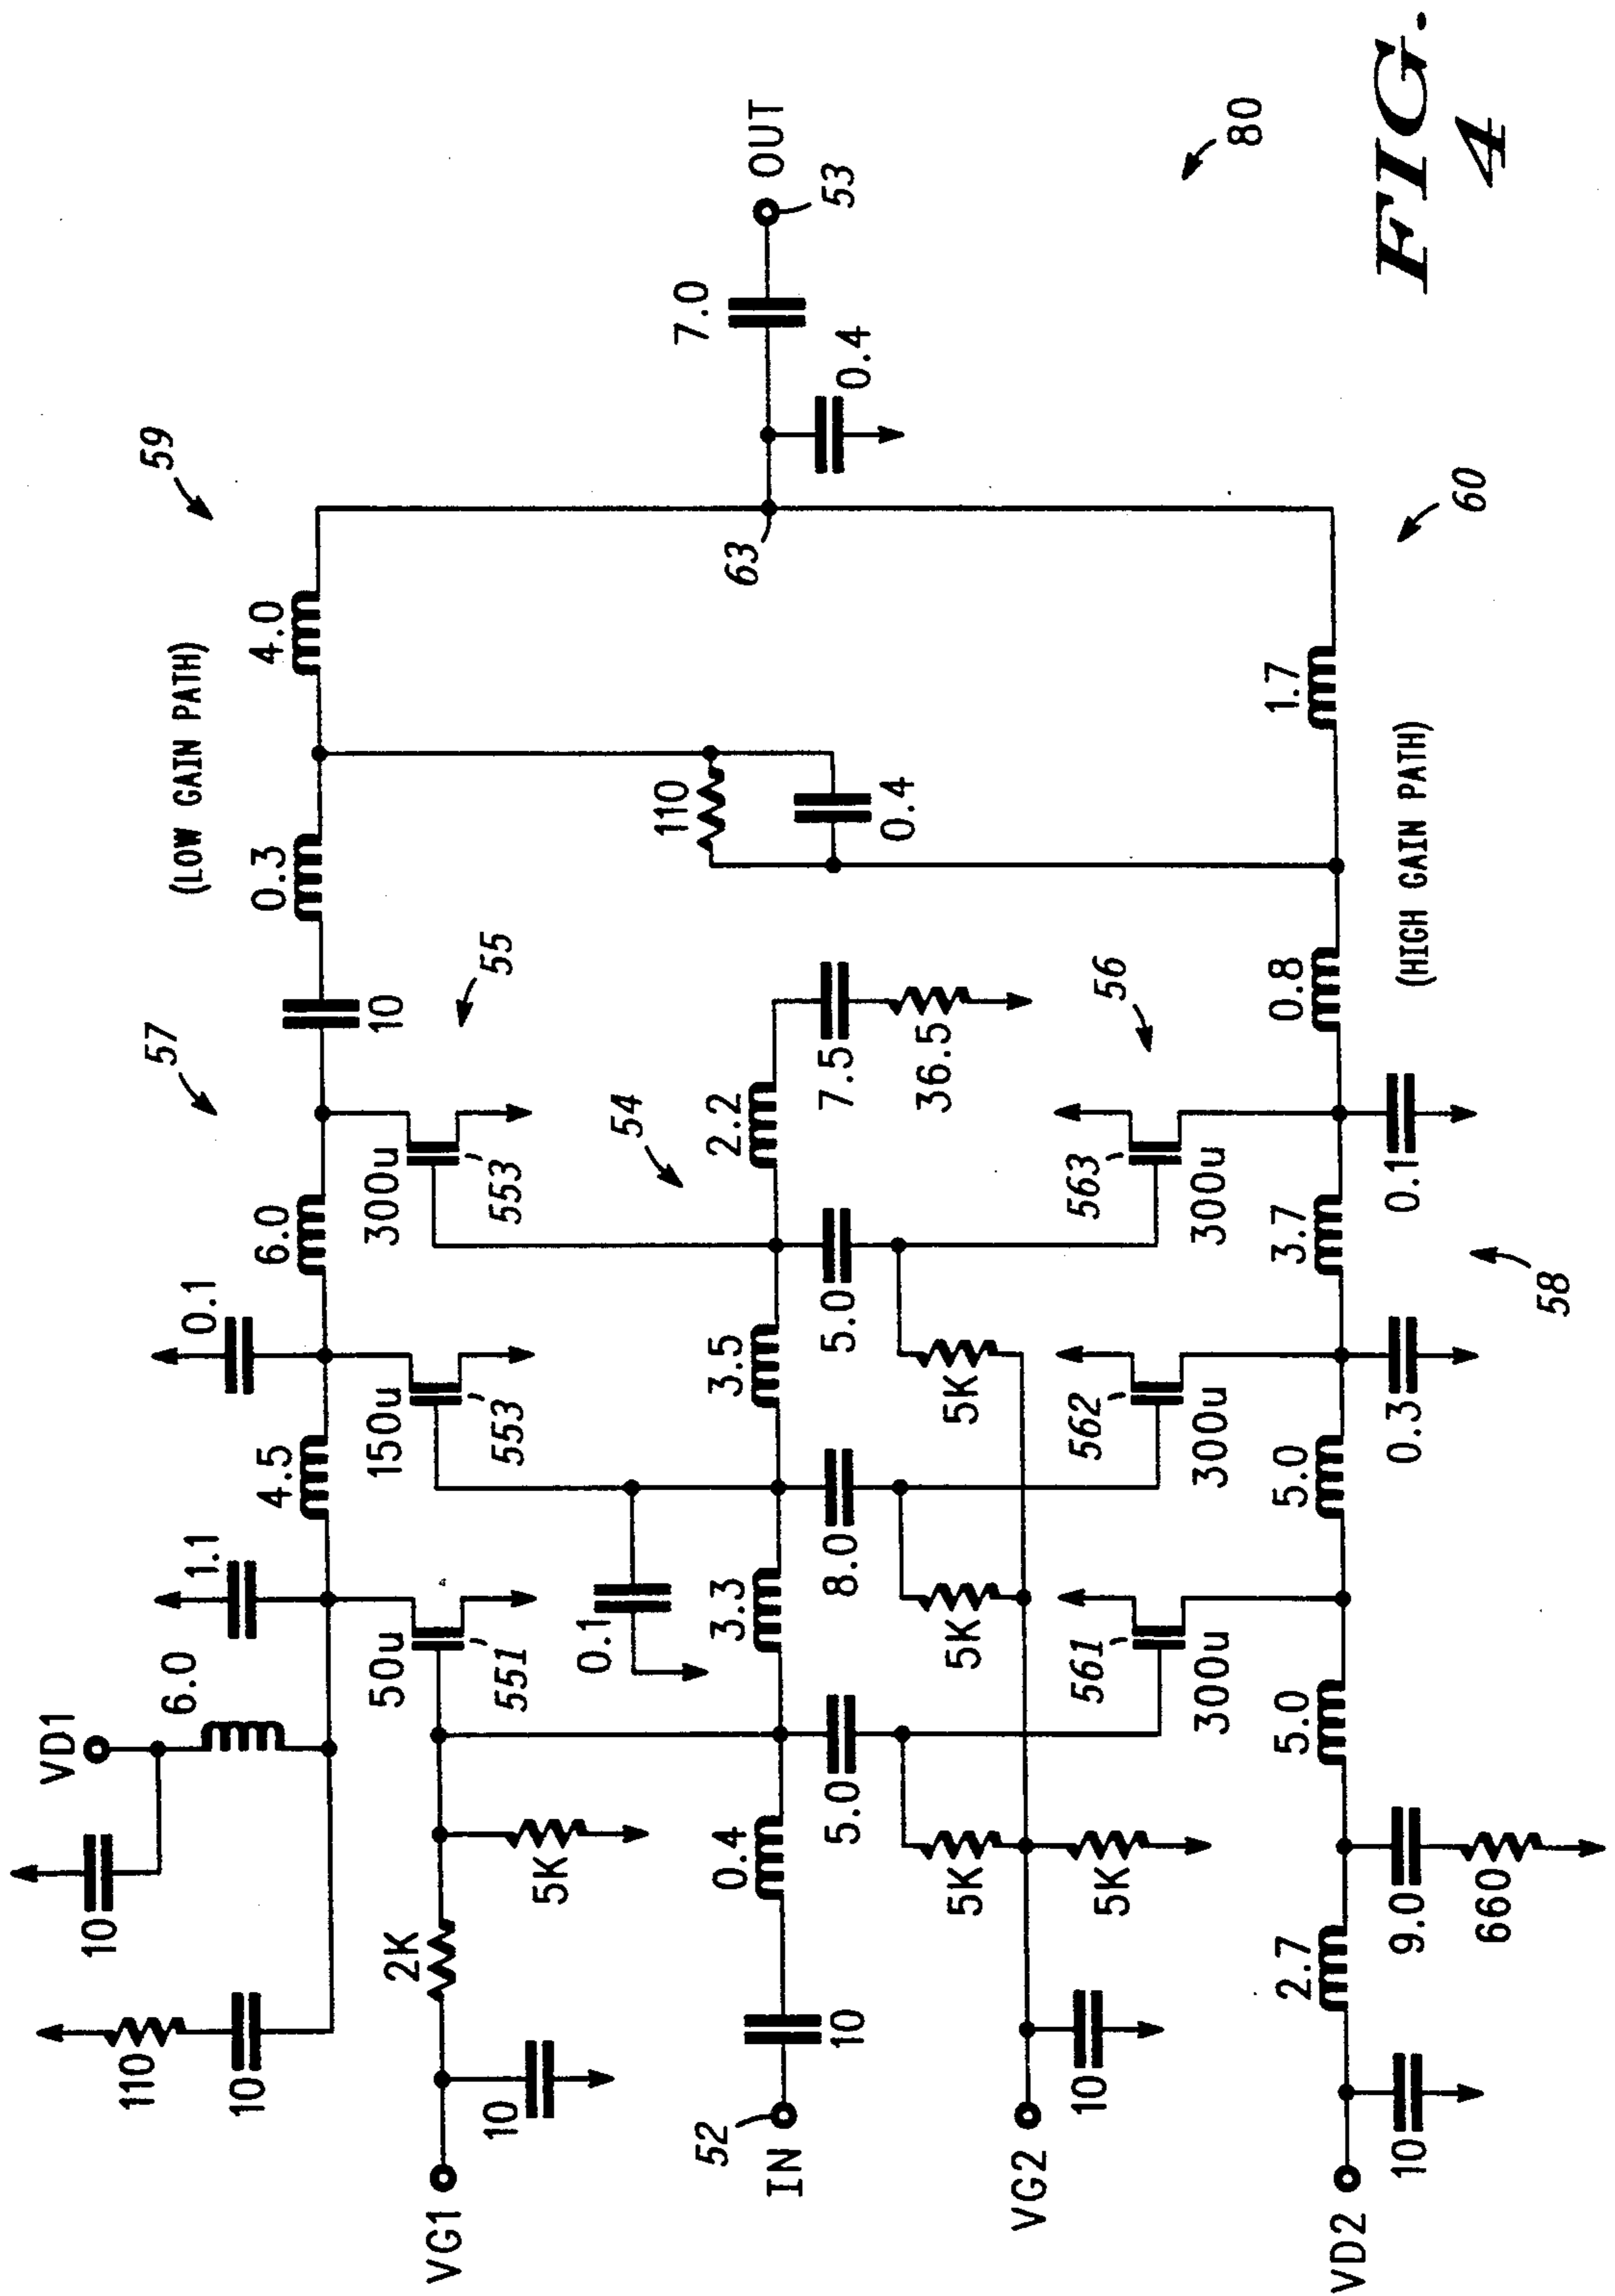 59
(LOW GAIN PATH)
57
VD1
10
6.0
1.1
0.1
110
10
4.5
6.0
10
0.3
4.0
55
VG1
10
2K
5K
50u
551
150u
553
300u
553
0.1
54
63
7.0
OUT
53
0.4
110
0.4
80
52
IN
10
0.4
3.3
3.5
2.2
7.5
36.5
5.0
8.0
5.0
5K
5K
5K
5K
VG2
10
56
561
300u
562
300u
563
300u
VD2
10
2.7
9.0
660
5.0
5.0
0.3
3.7
0.1
0.8
1.7
58
(HIGH GAIN PATH)
60
FIG.
4